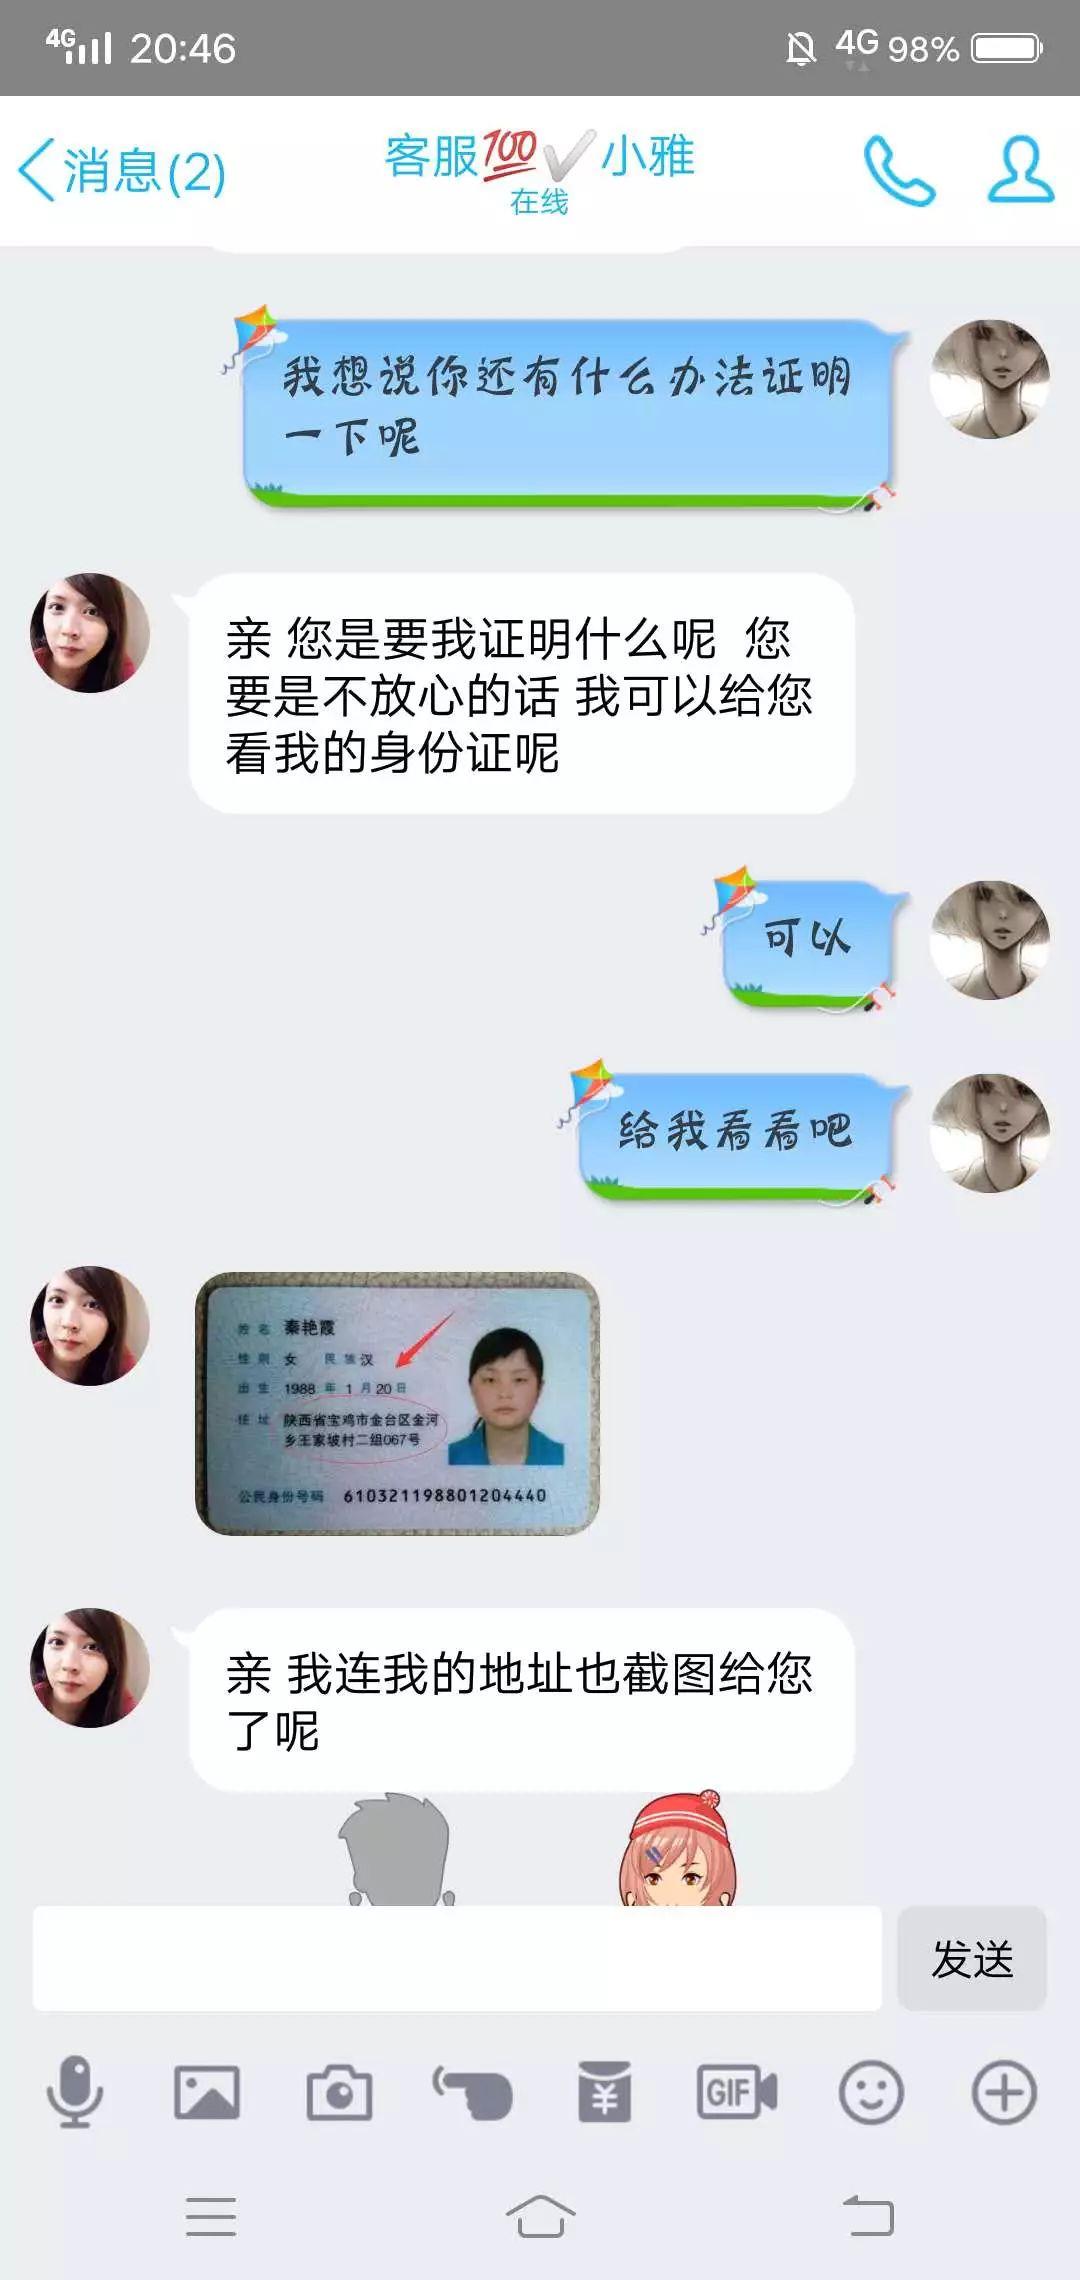 4G 20:46 4G 98%
消息(2)
客服💯✔小雅
在线
我想说你还有什么办法证明
一下呢
亲 您是要我证明什么呢 您
要是不放心的话 我可以给您
看我的身份证呢
可以
给我看看吧
姓名 秦艳霞
性别 女 民族 汉
出生 1988 年 1 月 20 日
住址 陕西省宝鸡市金台区金河
乡王家坡村二组067号
公民身份号码 610321198801204440
亲 我连我的地址也截图给您
了呢
发送
GIF